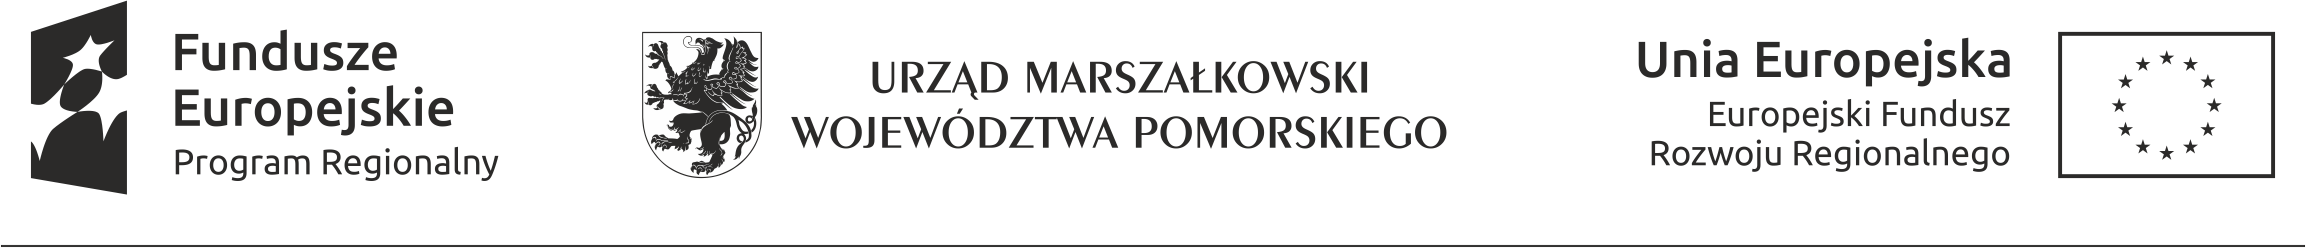 Fundusze
Europejskie
Program Regionalny
URZĄD MARSZAŁKOWSKI
WOJEWÓDZTWA POMORSKIEGO
Unia Europejska
Europejski Fundusz
Rozwoju Regionalnego